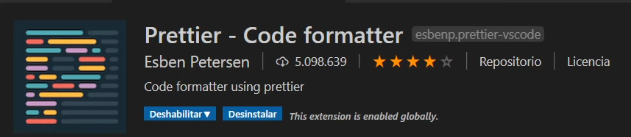 Prettier - Code formatter esbenp.prettier-vscode
Esben Petersen 5.098.639 Repositorio Licencia
Code formatter using prettier
Deshabilitar Desinstalar This extension is enabled globally.